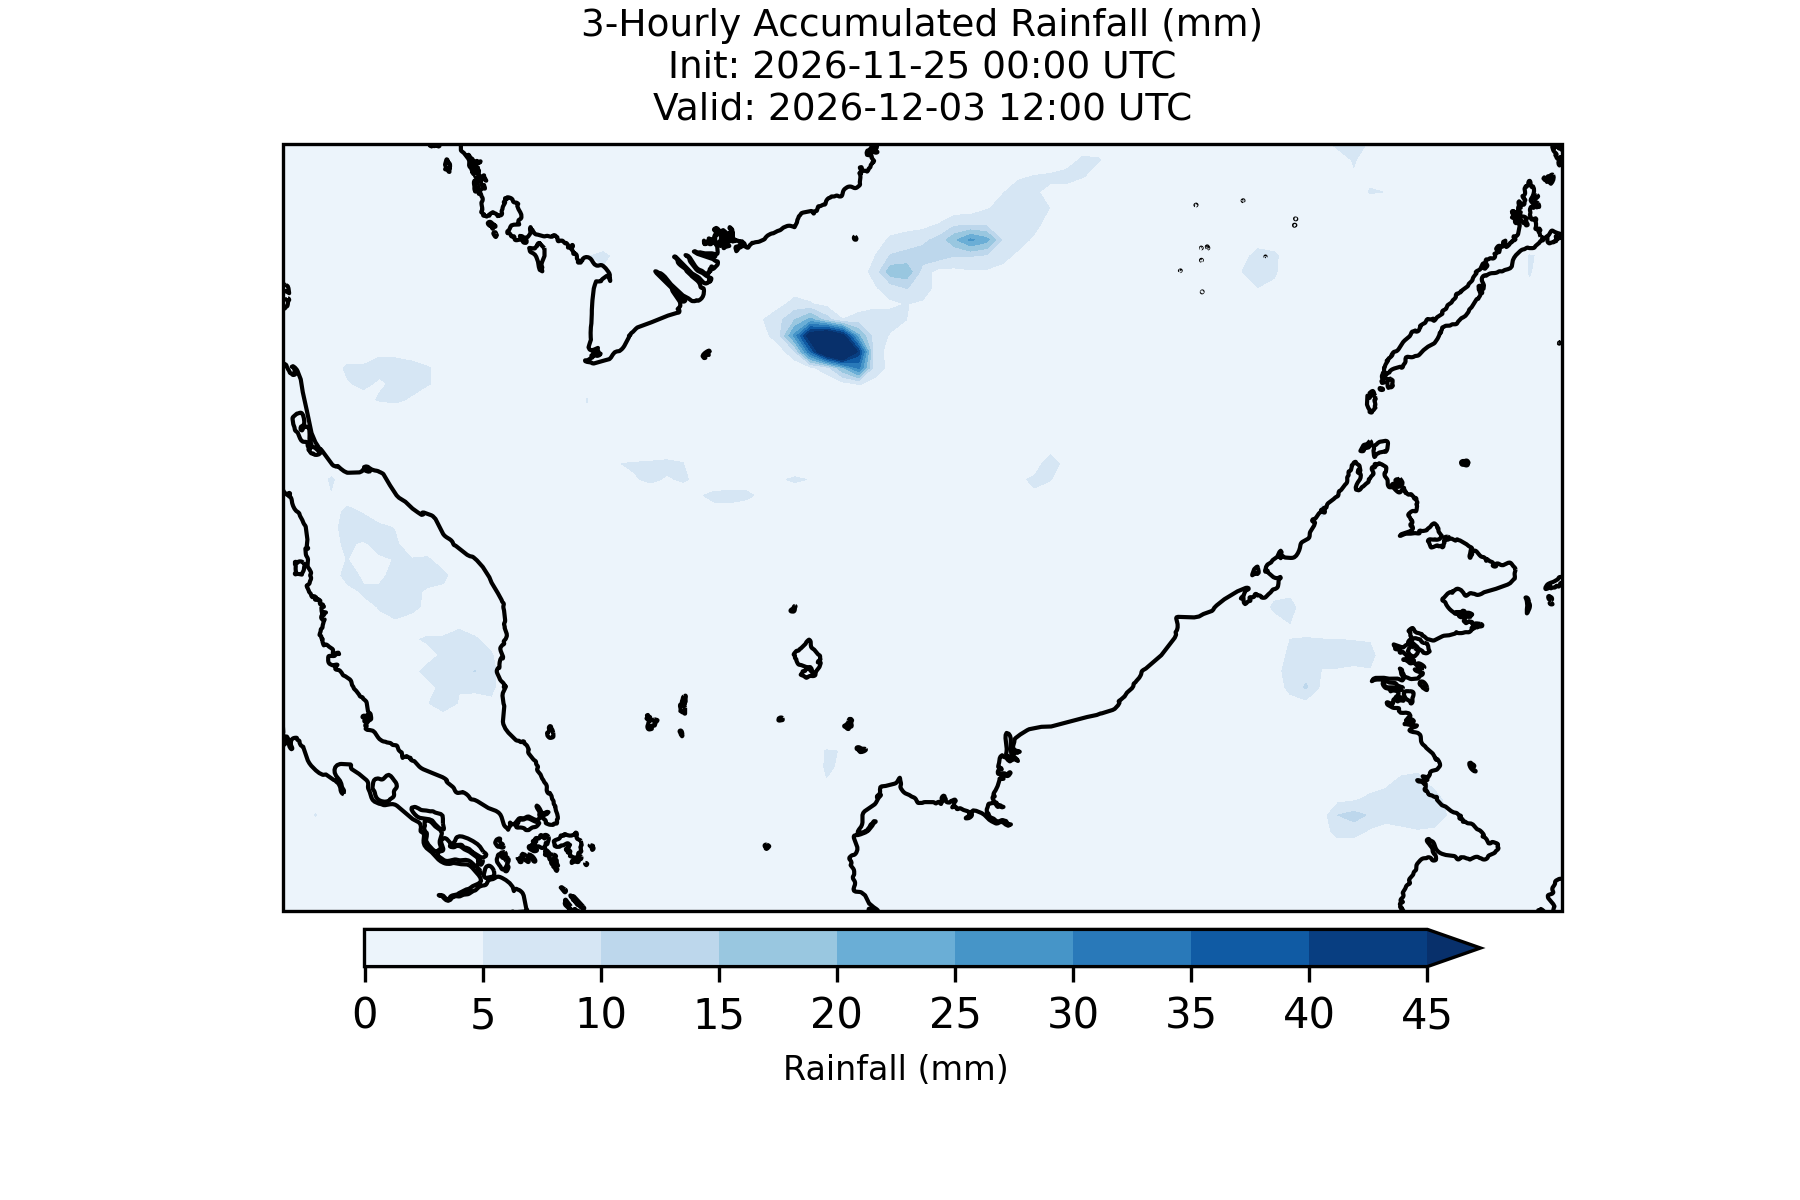 3-Hourly Accumulated Rainfall (mm)
Init: 2026-11-25 00:00 UTC
Valid: 2026-12-03 12:00 UTC
0 5 10 15 20 25 30 35 40 45
Rainfall (mm)